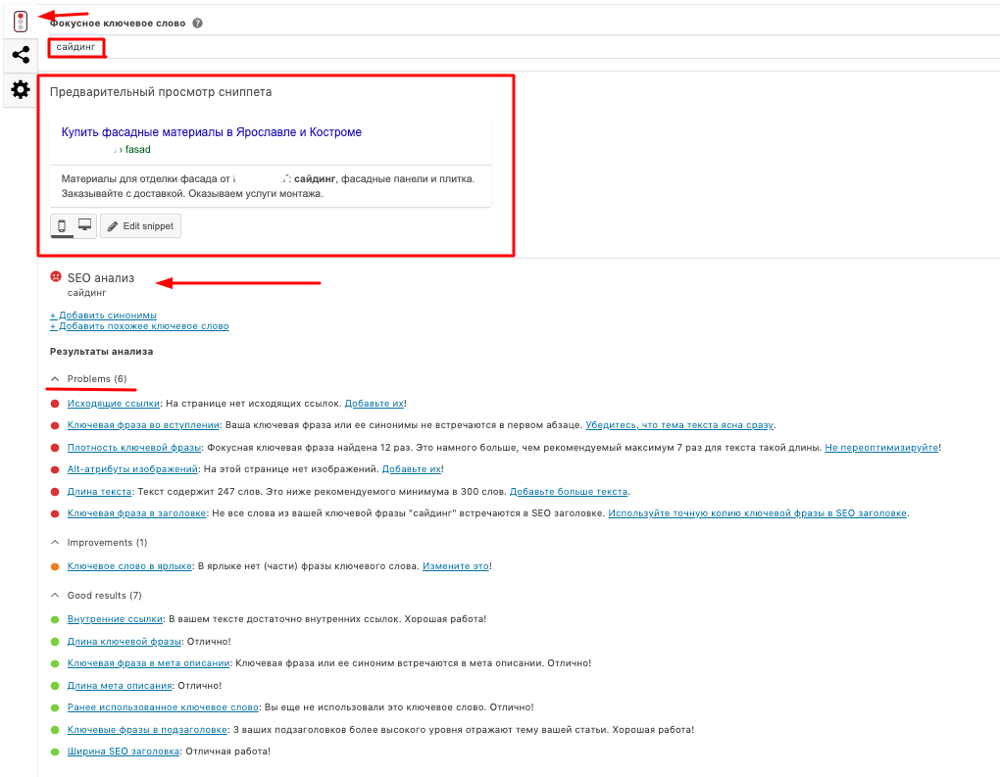 Фокусное ключевое слово ?
сайдинг
Предварительный просмотр сниппета
Купить фасадные материалы в Ярославле и Костроме
› fasad
Материалы для отделки фасада от : сайдинг, фасадные панели и плитка.
Заказывайте с доставкой. Оказываем услуги монтажа.
Edit snippet
SEO анализ
сайдинг
+ Добавить синонимы
+ Добавить похожее ключевое слово
Результаты анализа
Problems (6)
Исходящие ссылки: На странице нет исходящих ссылок. Добавьте их!
Ключевая фраза во вступлении: Ваша ключевая фраза или ее синонимы не встречаются в первом абзаце. Убедитесь, что тема текста ясна сразу.
Плотность ключевой фразы: Фокусная ключевая фраза найдена 12 раз. Это намного больше, чем рекомендуемый максимум 7 раз для текста такой длины. Не переоптимизируйте!
Alt-атрибуты изображений: На этой странице нет изображений. Добавьте их!
Длина текста: Текст содержит 247 слов. Это ниже рекомендуемого минимума в 300 слов. Добавьте больше текста.
Ключевая фраза в заголовке: Не все слова из вашей ключевой фразы "сайдинг" встречаются в SEO заголовке. Используйте точную копию ключевой фразы в SEO заголовке.
Improvements (1)
Ключевое слово в ярлыке: В ярлыке нет (части) фразы ключевого слова. Измените это!
Good results (7)
Внутренние ссылки: В вашем тексте достаточно внутренних ссылок. Хорошая работа!
Длина ключевой фразы: Отлично!
Ключевая фраза в мета описании: Ключевая фраза или ее синоним встречаются в мета описании. Отлично!
Длина мета описания: Отлично!
Ранее использованное ключевое слово: Вы еще не использовали это ключевое слово. Отлично!
Ключевые фразы в подзаголовке: 3 ваших подзаголовков более высокого уровня отражают тему вашей статьи. Хорошая работа!
Ширина SEO заголовка: Отличная работа!